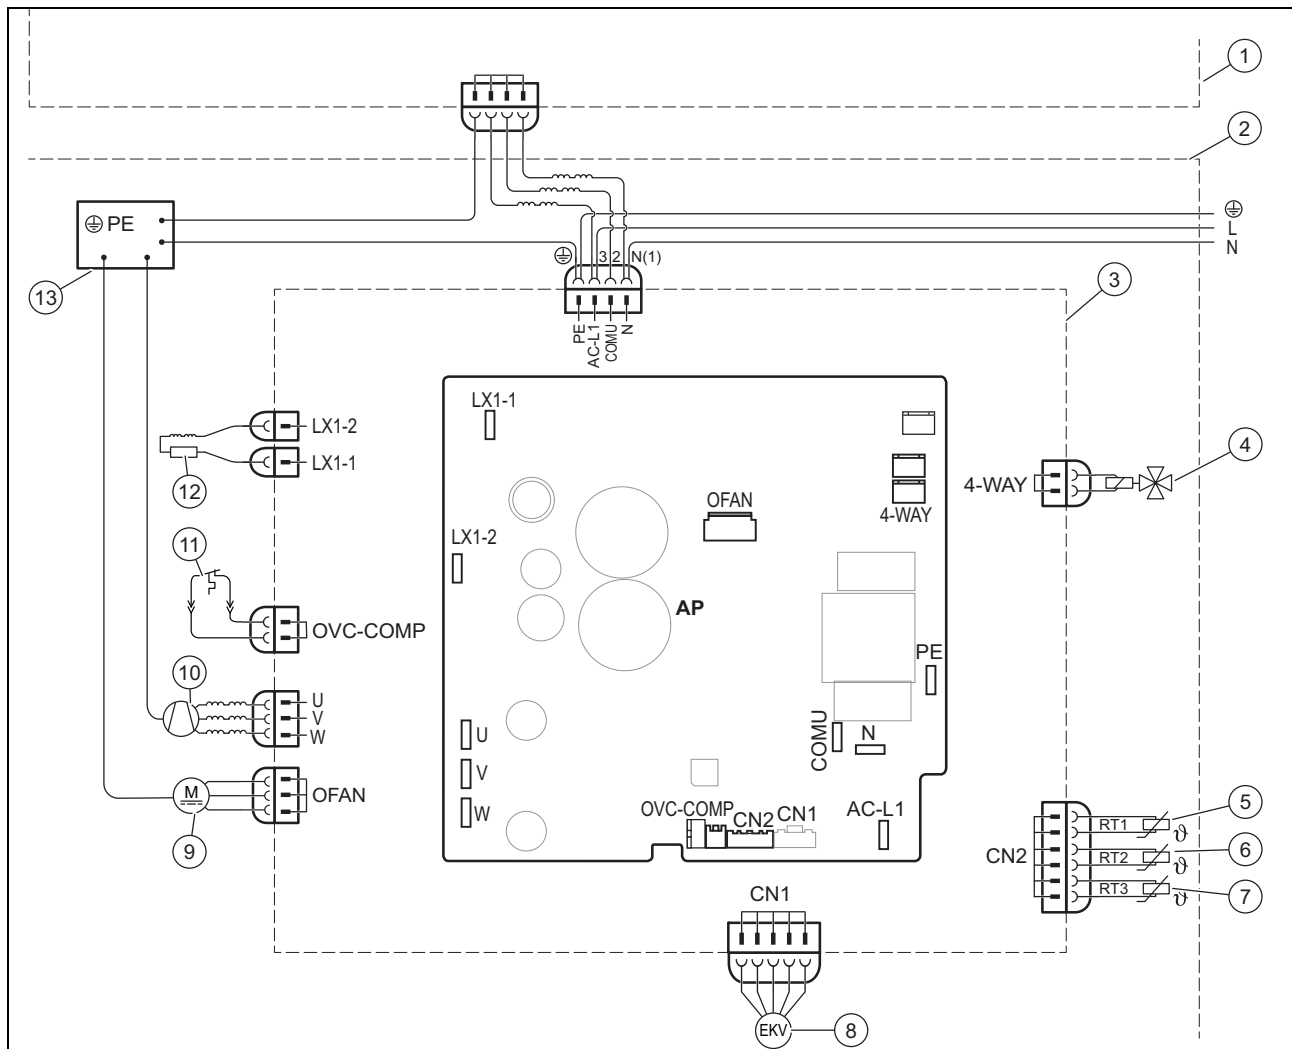 1
2
PE
L
N
3 2 N(1)
13
3
PE
AC-L1
COMU
N
LX1-1
LX1-2
LX1-1
12
OFAN
4-WAY
4-WAY
4
LX1-2
11
OVC-COMP
AP
PE
10
U
V
W
COMU
N
U
V
W
M
OFAN
9
OVC-COMP
CN2
CN1
AC-L1
CN2
RT1
ϑ
5
RT2
ϑ
6
RT3
ϑ
7
CN1
EKV
8